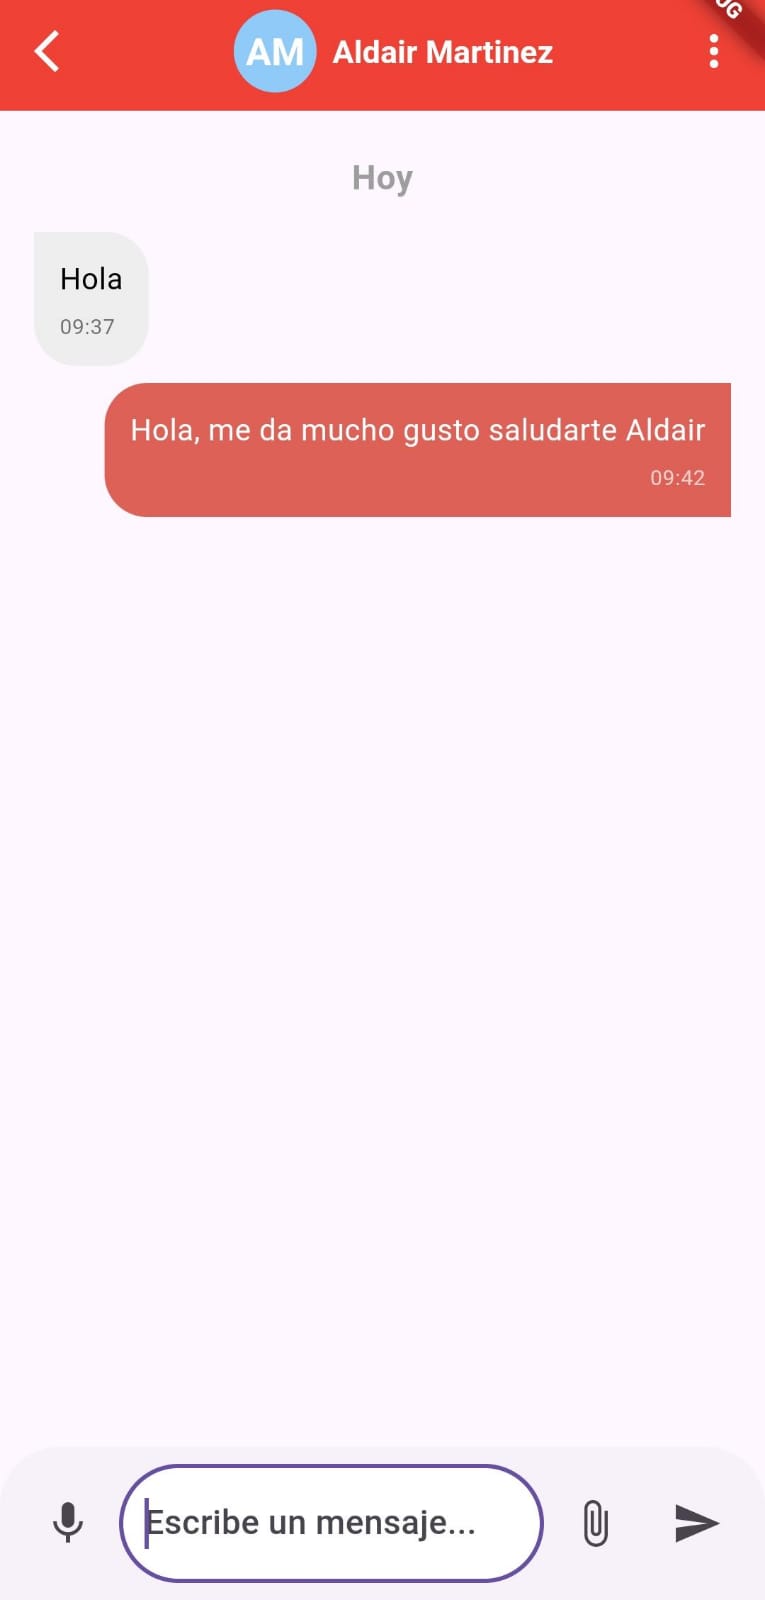 AM
Aldair Martinez
Hoy
Hola
09:37
Hola, me da mucho gusto saludarte Aldair
09:42
Escribe un mensaje...